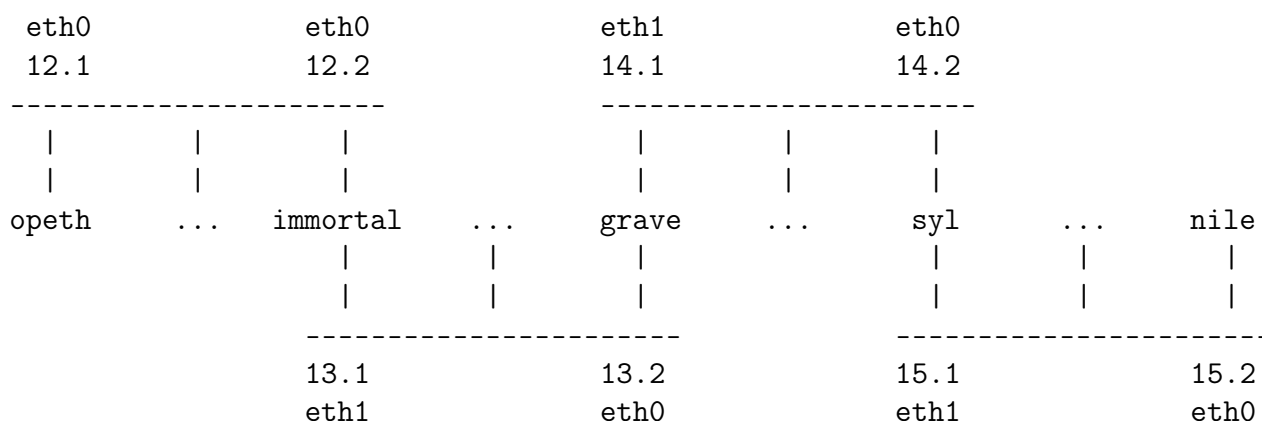 eth0 eth0 eth1 eth0
12.1 12.2 14.1 14.2
----------------------- -----------------------
| | | | | |
| | | | | |
opeth ... immortal ... grave ... syl ... nile
| | | | | |
| | | | | |
----------------------- -----------------------
13.1 13.2 15.1 15.2
eth1 eth0 eth1 eth0